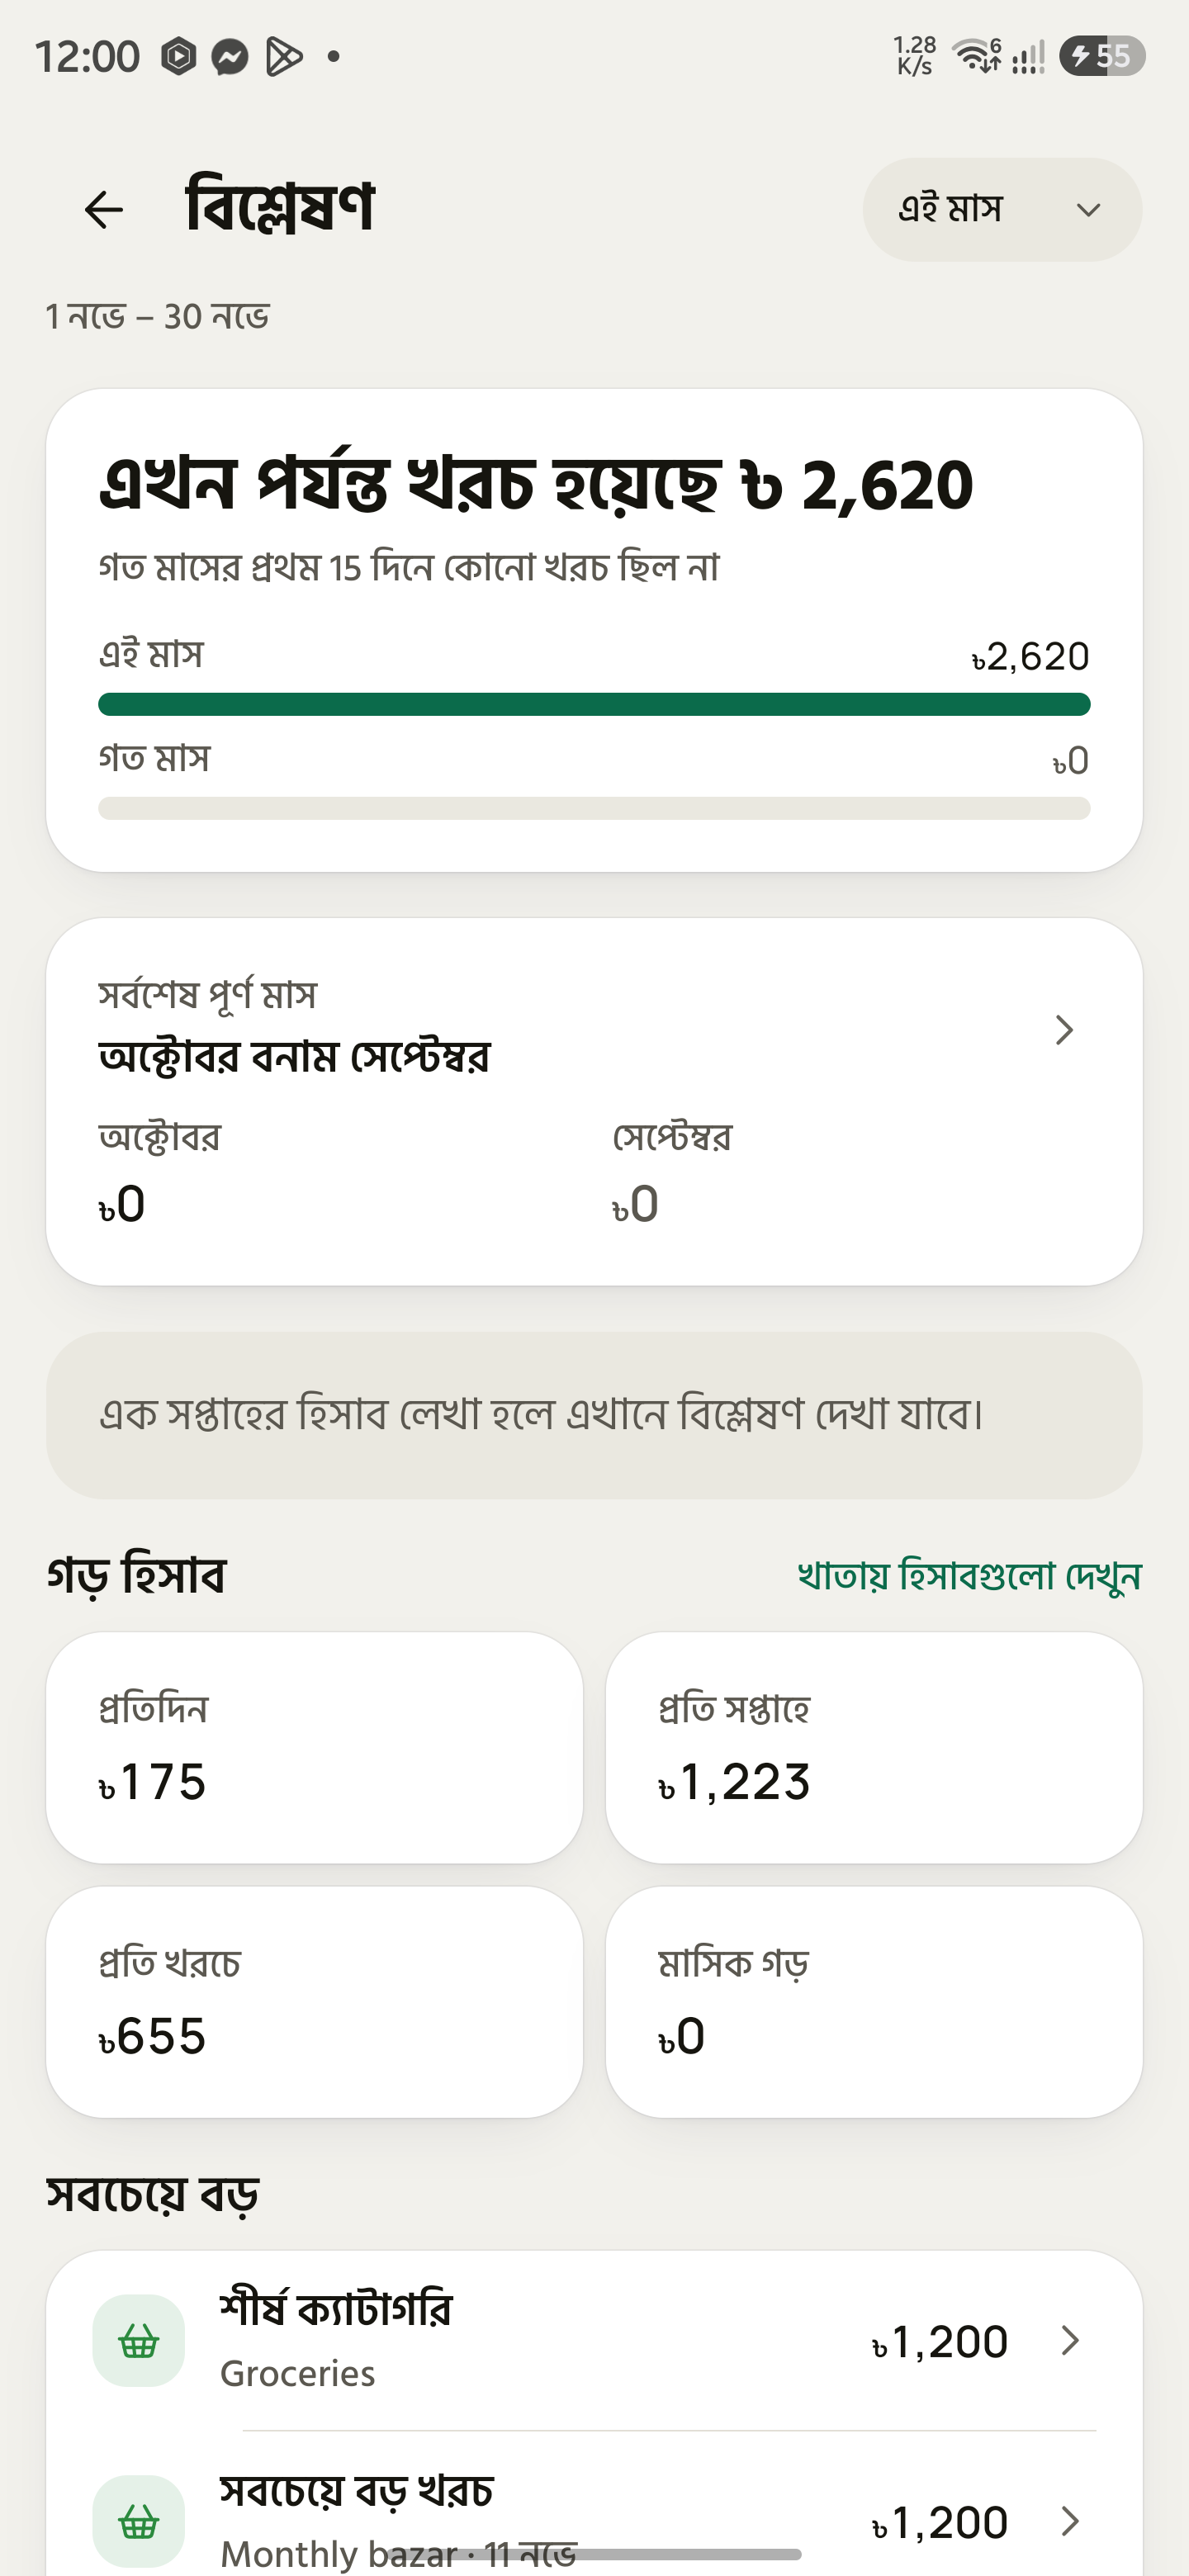 12:00
1.28 K/s
6
55
বিশ্লেষণ
এই মাস
1 নভে – 30 নভে
এখন পর্যন্ত খরচ হয়েছে ৳ 2,620
গত মাসের প্রথম 15 দিনে কোনো খরচ ছিল না
এই মাস ৳2,620
গত মাস ৳0
সর্বশেষ পূর্ণ মাস
অক্টোবর বনাম সেপ্টেম্বর
অক্টোবর সেপ্টেম্বর
৳0 ৳0
এক সপ্তাহের হিসাব লেখা হলে এখানে বিশ্লেষণ দেখা যাবে।
গড় হিসাব খাতায় হিসাবগুলো দেখুন
প্রতিদিন প্রতি সপ্তাহে
৳175 ৳1,223
প্রতি খরচে মাসিক গড়
৳655 ৳0
সবচেয়ে বড়
শীর্ষ ক্যাটাগরি
Groceries ৳1,200
সবচেয়ে বড় খরচ
Monthly bazar · 11 নভে ৳1,200